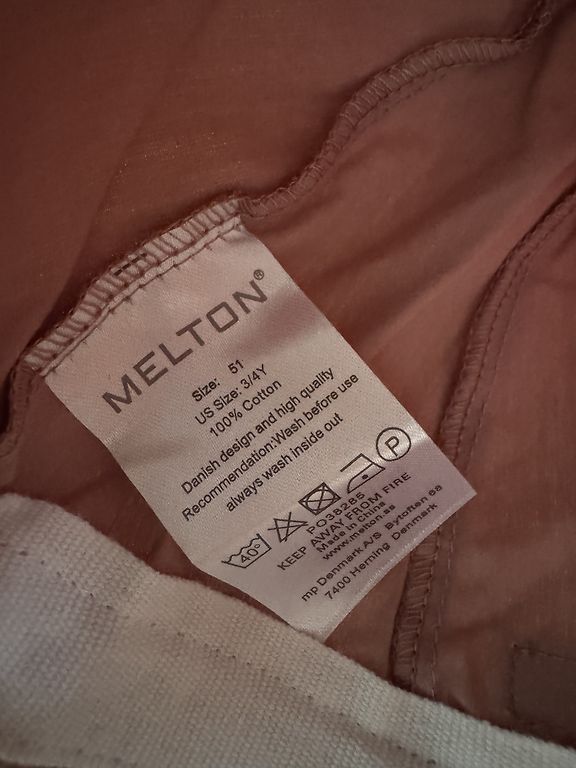 MELTON®
Size: 51
US Size: 3/4Y
100% Cotton
Danish design and high quality
Recommendation:Wash before use
always wash inside out
40° P
PO38285
KEEP AWAY FROM FIRE
Made in China
www.melton.as
mp Denmark A/S Bytoften 68
7400 Herning Denmark